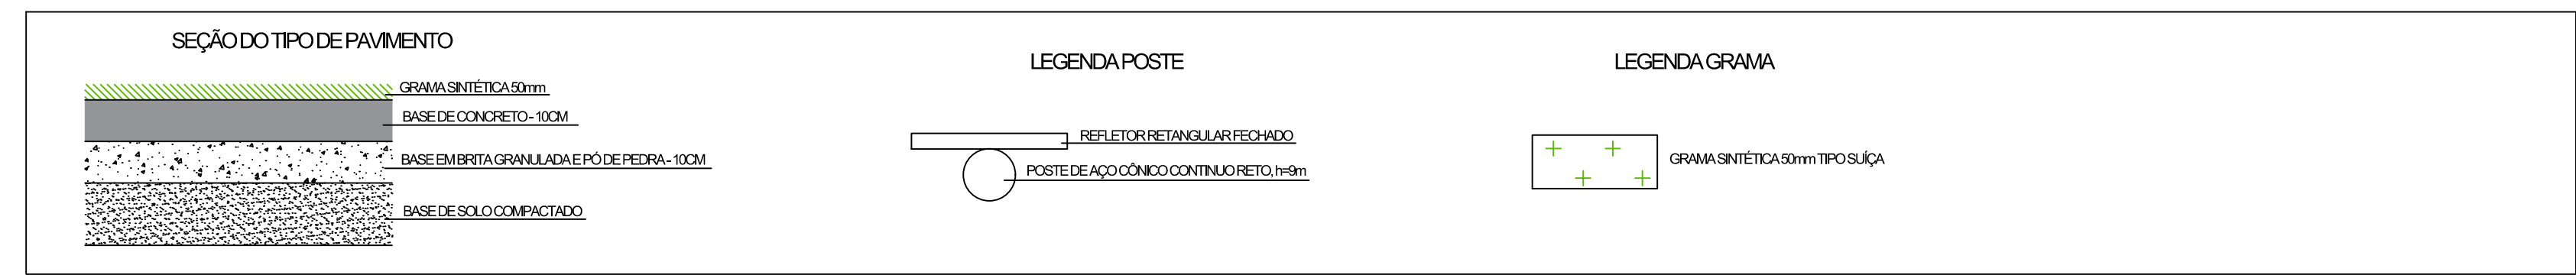 SEÇÃO DO TIPO DE PAVIMENTO
GRAMA SINTÉTICA 50mm
BASE DE CONCRETO - 10CM
BASE EM BRITA GRANULADA E PÓ DE PEDRA - 10CM
BASE DE SOLO COMPACTADO
LEGENDA POSTE
REFLETOR RETANGULAR FECHADO
POSTE DE AÇO CÔNICO CONTINUO RETO, h=9m
LEGENDA GRAMA
GRAMA SINTÉTICA 50mm TIPO SUÍÇA